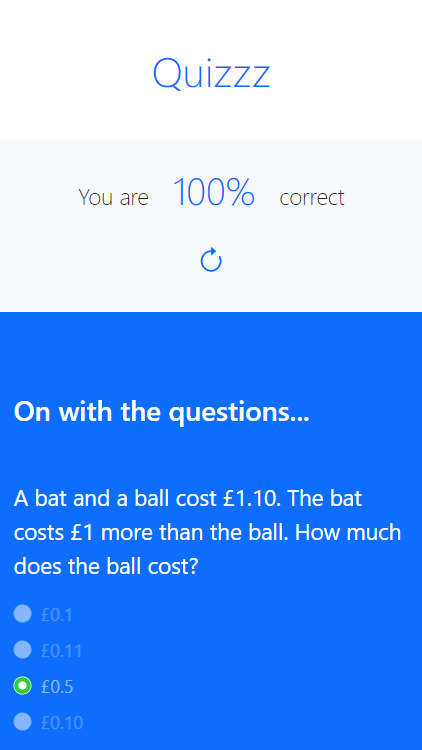 Quizzz
You are 100% correct
On with the questions...
A bat and a ball cost £1.10. The bat
costs £1 more than the ball. How much
does the ball cost?
£0.1
£0.11
£0.5
£0.10